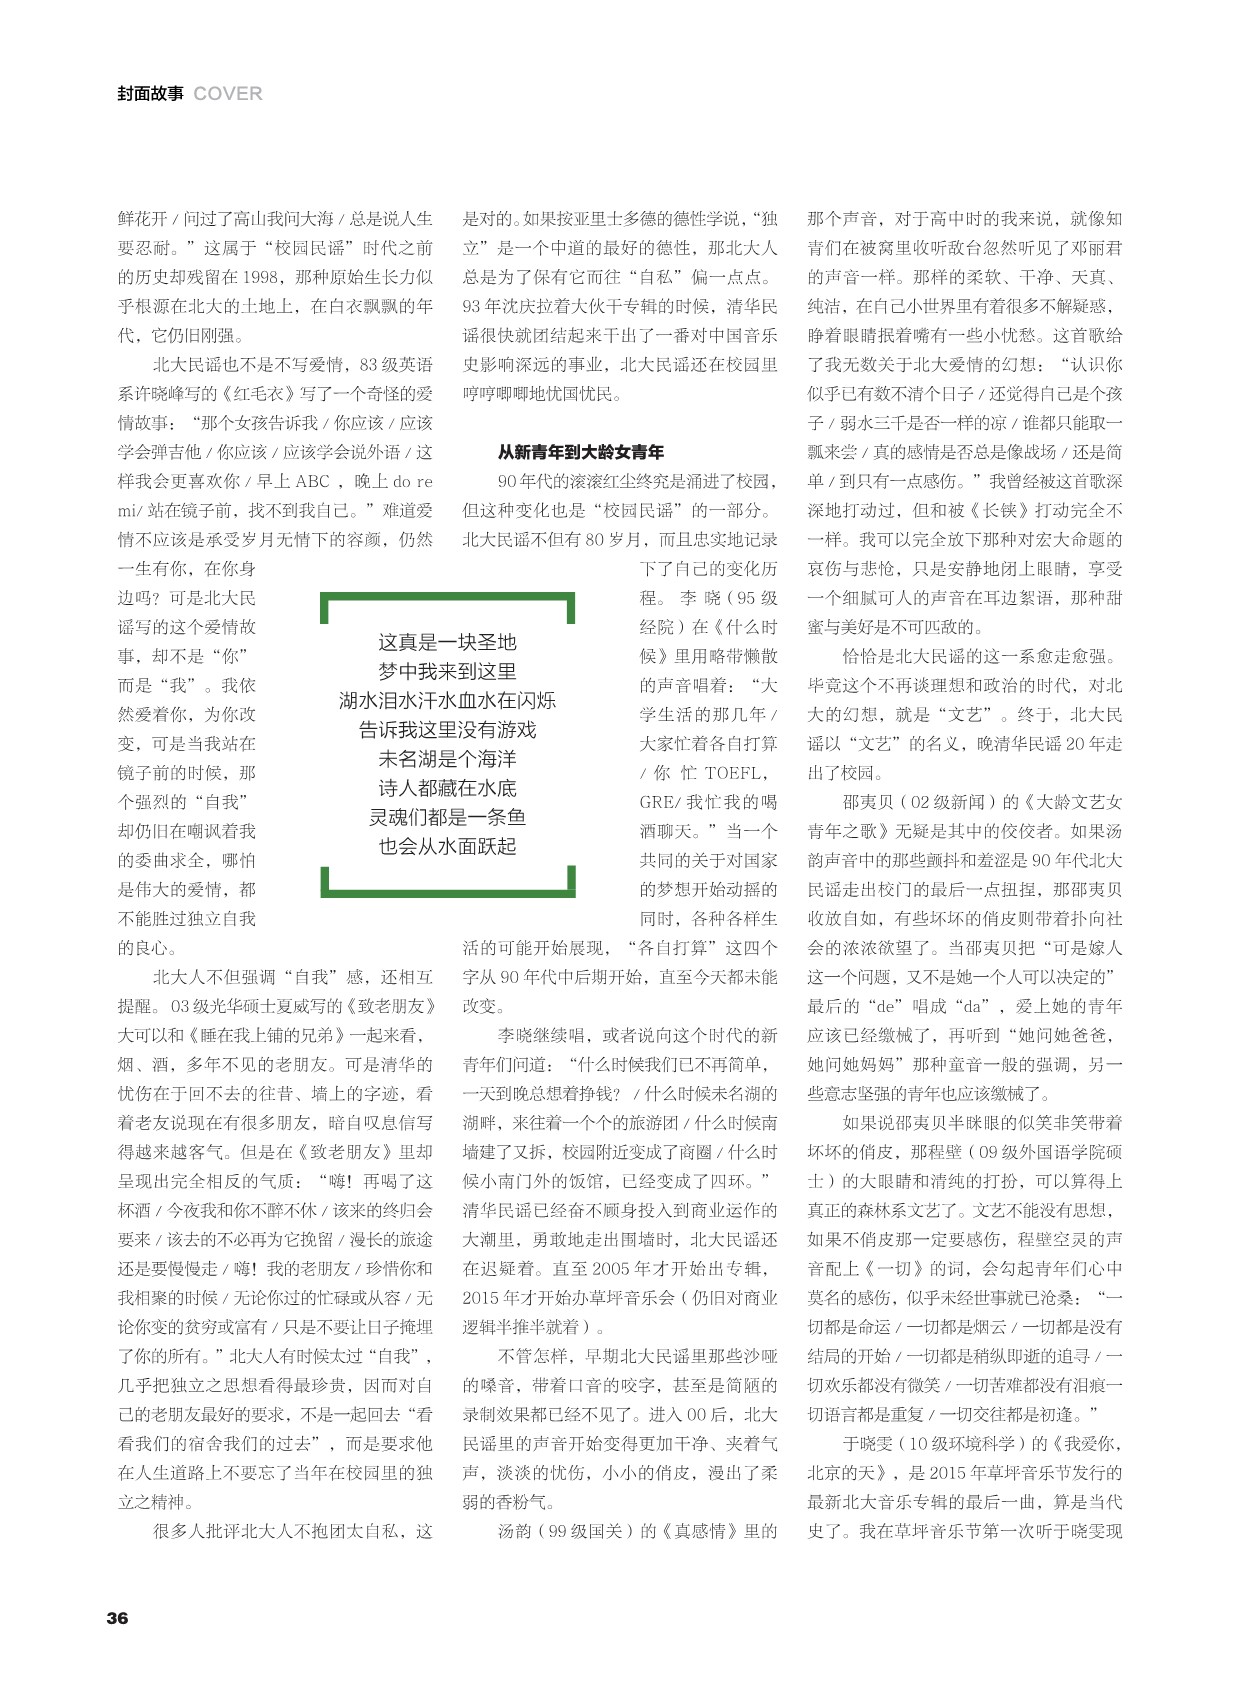 封面故事 COVER
鲜花开 / 问过了高山我问大海 / 总是说人生
要忍耐。”这属于“校园民谣”时代之前
的历史却残留在 1998，那种原始生长力似
乎根源在北大的土地上，在白衣飘飘的年
代，它仍旧刚强。
北大民谣也不是不写爱情，83 级英语
系许晓峰写的《红毛衣》写了一个奇怪的爱
情故事：“那个女孩告诉我 / 你应该 / 应该
学会弹吉他 / 你应该 / 应该学会说外语 / 这
样我会更喜欢你 / 早上 ABC ，晚上 do re
mi/ 站在镜子前，找不到我自己。”难道爱
情不应该是承受岁月无情下的容颜，仍然
一生有你，在你身
边吗？可是北大民
谣写的这个爱情故
事，却不是“你”
而是“我”。我依
然爱着你，为你改
变，可是当我站在
镜子前的时候，那
个强烈的“自我”
却仍旧在嘲讽着我
的委曲求全，哪怕
是伟大的爱情，都
不能胜过独立自我
的良心。
北大人不但强调“自我”感，还相互
提醒。03 级光华硕士夏威写的《致老朋友》
大可以和《睡在我上铺的兄弟》一起来看，
烟、酒，多年不见的老朋友。可是清华的
忧伤在于回不去的往昔、墙上的字迹，看
着老友说现在有很多朋友，暗自叹息信写
得越来越客气。但是在《致老朋友》里却
呈现出完全相反的气质：“嗨！再喝了这
杯酒 / 今夜我和你不醉不休 / 该来的终归会
要来 / 该去的不必再为它挽留 / 漫长的旅途
还是要慢慢走 / 嗨！我的老朋友 / 珍惜你和
我相聚的时候 / 无论你过的忙碌或从容 / 无
论你变的贫穷或富有 / 只是不要让日子掩埋
了你的所有。”北大人有时候太过“自我”，
几乎把独立之思想看得最珍贵，因而对自
己的老朋友最好的要求，不是一起回去“看
看我们的宿舍我们的过去”，而是要求他
在人生道路上不要忘了当年在校园里的独
立之精神。
很多人批评北大人不抱团太自私，这
是对的。如果按亚里士多德的德性学说，“独
立”是一个中道的最好的德性，那北大人
总是为了保有它而往“自私”偏一点点。
93 年沈庆拉着大伙干专辑的时候，清华民
谣很快就团结起来干出了一番对中国音乐
史影响深远的事业，北大民谣还在校园里
哼哼唧唧地忧国忧民。
从新青年到大龄女青年
90 年代的滚滚红尘终究是涌进了校园，
但这种变化也是“校园民谣”的一部分。
北大民谣不但有 80 岁月，而且忠实地记录
下了自己的变化历
程。李晓（95 级
经院）在《什么时
候》里用略带懒散
的声音唱着：“大
学生活的那几年 /
大家忙着各自打算
/ 你 忙 TOEFL，
GRE/ 我忙我的喝
酒聊天。”当一个
共同的关于对国家
的梦想开始动摇的
同时，各种各样生
活的可能开始展现，“各自打算”这四个
字从 90 年代中后期开始，直至今天都未能
改变。
李晓继续唱，或者说向这个时代的新
青年们问道：“什么时候我们已不再简单，
一天到晚总想着挣钱？ / 什么时候未名湖的
湖畔，来往着一个个的旅游团 / 什么时候南
墙建了又拆，校园附近变成了商圈 / 什么时
候小南门外的饭馆，已经变成了四环。”
清华民谣已经奋不顾身投入到商业运作的
大潮里，勇敢地走出围墙时，北大民谣还
在迟疑着。直至 2005 年才开始出专辑，
2015 年才开始办草坪音乐会（仍旧对商业
逻辑半推半就着）。
不管怎样，早期北大民谣里那些沙哑
的嗓音，带着口音的咬字，甚至是简陋的
录制效果都已经不见了。进入 00 后，北大
民谣里的声音开始变得更加干净、夹着气
声，淡淡的忧伤，小小的俏皮，漫出了柔
弱的香粉气。
汤韵（99 级国关）的《真感情》里的
这真是一块圣地
梦中我来到这里
湖水泪水汗水血水在闪烁
告诉我这里没有游戏
未名湖是个海洋
诗人都藏在水底
灵魂们都是一条鱼
也会从水面跃起
那个声音，对于高中时的我来说，就像知
青们在被窝里收听敌台忽然听见了邓丽君
的声音一样。那样的柔软、干净、天真、
纯洁，在自己小世界里有着很多不解疑惑，
睁着眼睛抿着嘴有一些小忧愁。这首歌给
了我无数关于北大爱情的幻想：“认识你
似乎已有数不清个日子 / 还觉得自己是个孩
子 / 弱水三千是否一样的凉 / 谁都只能取一
瓢来尝 / 真的感情是否总是像战场 / 还是简
单 / 到只有一点感伤。”我曾经被这首歌深
深地打动过，但和被《长铗》打动完全不
一样。我可以完全放下那种对宏大命题的
哀伤与悲怆，只是安静地闭上眼睛，享受
一个细腻可人的声音在耳边絮语，那种甜
蜜与美好是不可匹敌的。
恰恰是北大民谣的这一系愈走愈强。
毕竟这个不再谈理想和政治的时代，对北
大的幻想，就是“文艺”。终于，北大民
谣以“文艺”的名义，晚清华民谣 20 年走
出了校园。
邵夷贝（02 级新闻）的《大龄文艺女
青年之歌》无疑是其中的佼佼者。如果汤
韵声音中的那些颤抖和羞涩是 90 年代北大
民谣走出校门的最后一点扭捏，那邵夷贝
收放自如，有些坏坏的俏皮则带着扑向社
会的浓浓欲望了。当邵夷贝把“可是嫁人
这一个问题，又不是她一个人可以决定的”
最后的“de”唱成“da”，爱上她的青年
应该已经缴械了，再听到“她问她爸爸，
她问她妈妈”那种童音一般的强调，另一
些意志坚强的青年也应该缴械了。
如果说邵夷贝半眯眼的似笑非笑带着
坏坏的俏皮，那程璧（09 级外国语学院硕
士）的大眼睛和清纯的打扮，可以算得上
真正的森林系文艺了。文艺不能没有思想，
如果不俏皮那一定要感伤，程璧空灵的声
音配上《一切》的词，会勾起青年们心中
莫名的感伤，似乎未经世事就已沧桑：“一
切都是命运 / 一切都是烟云 / 一切都是没有
结局的开始 / 一切都是稍纵即逝的追寻 / 一
切欢乐都没有微笑 / 一切苦难都没有泪痕一
切语言都是重复 / 一切交往都是初逢。”
于晓雯（10 级环境科学）的《我爱你，
北京的天》，是 2015 年草坪音乐节发行的
最新北大音乐专辑的最后一曲，算是当代
史了。我在草坪音乐节第一次听于晓雯现
36